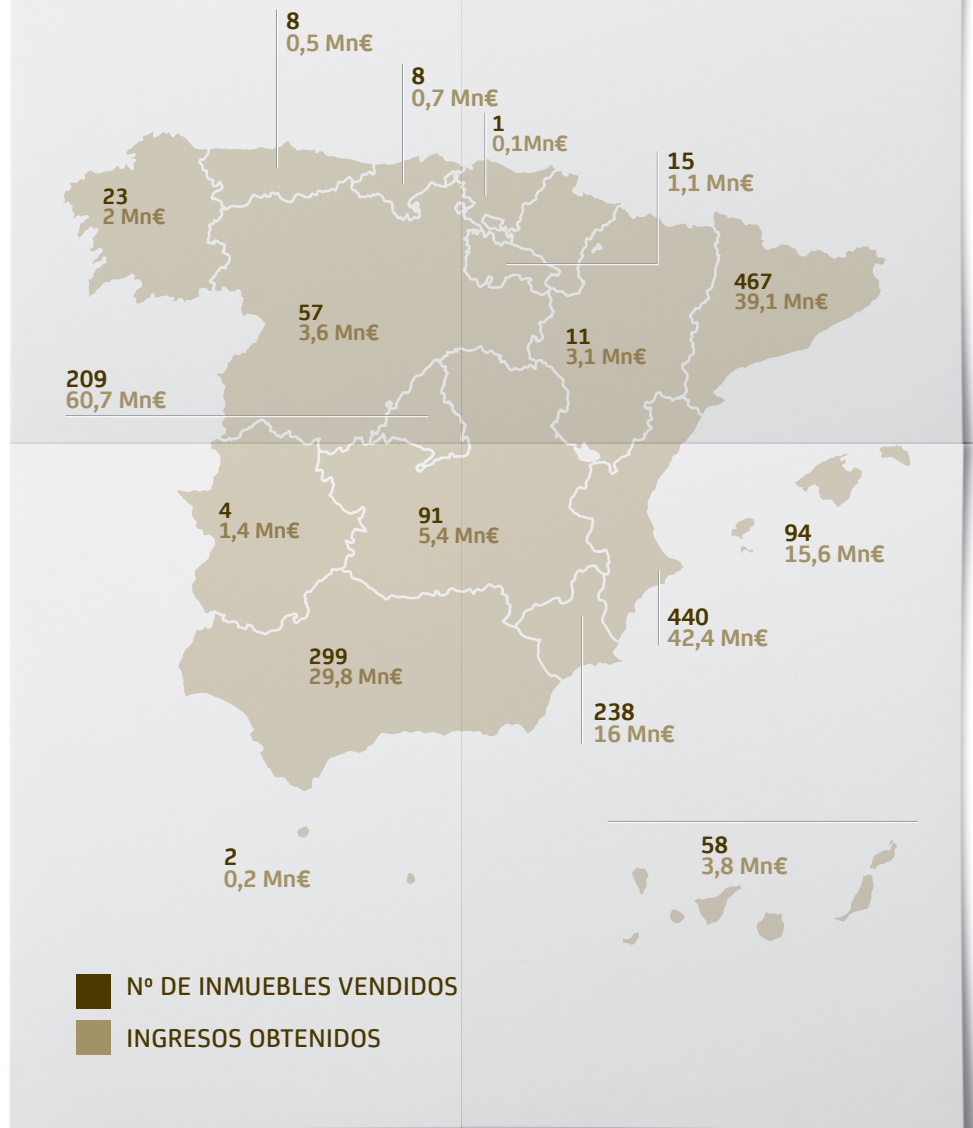 8
0,5 Mn€
8
0,7 Mn€
1
0,1Mn€
15
1,1 Mn€
23
2 Mn€
467
39,1 Mn€
57
3,6 Mn€
11
3,1 Mn€
209
60,7 Mn€
4
1,4 Mn€
91
5,4 Mn€
94
15,6 Mn€
440
42,4 Mn€
299
29,8 Mn€
238
16 Mn€
58
3,8 Mn€
2
0,2 Mn€
Nº DE INMUEBLES VENDIDOS
INGRESOS OBTENIDOS